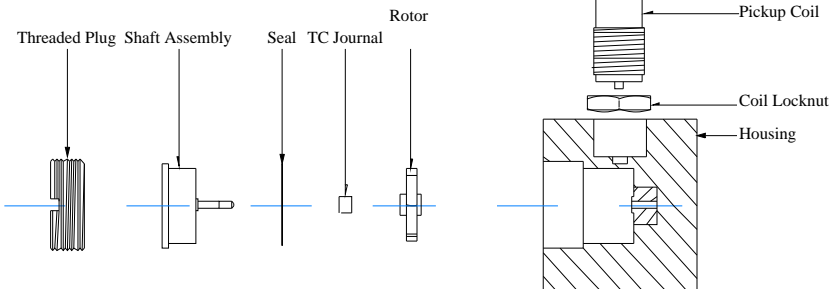 Threaded Plug
Shaft Assembly
Seal
TC Journal
Rotor
Pickup Coil
Coil Locknut
Housing